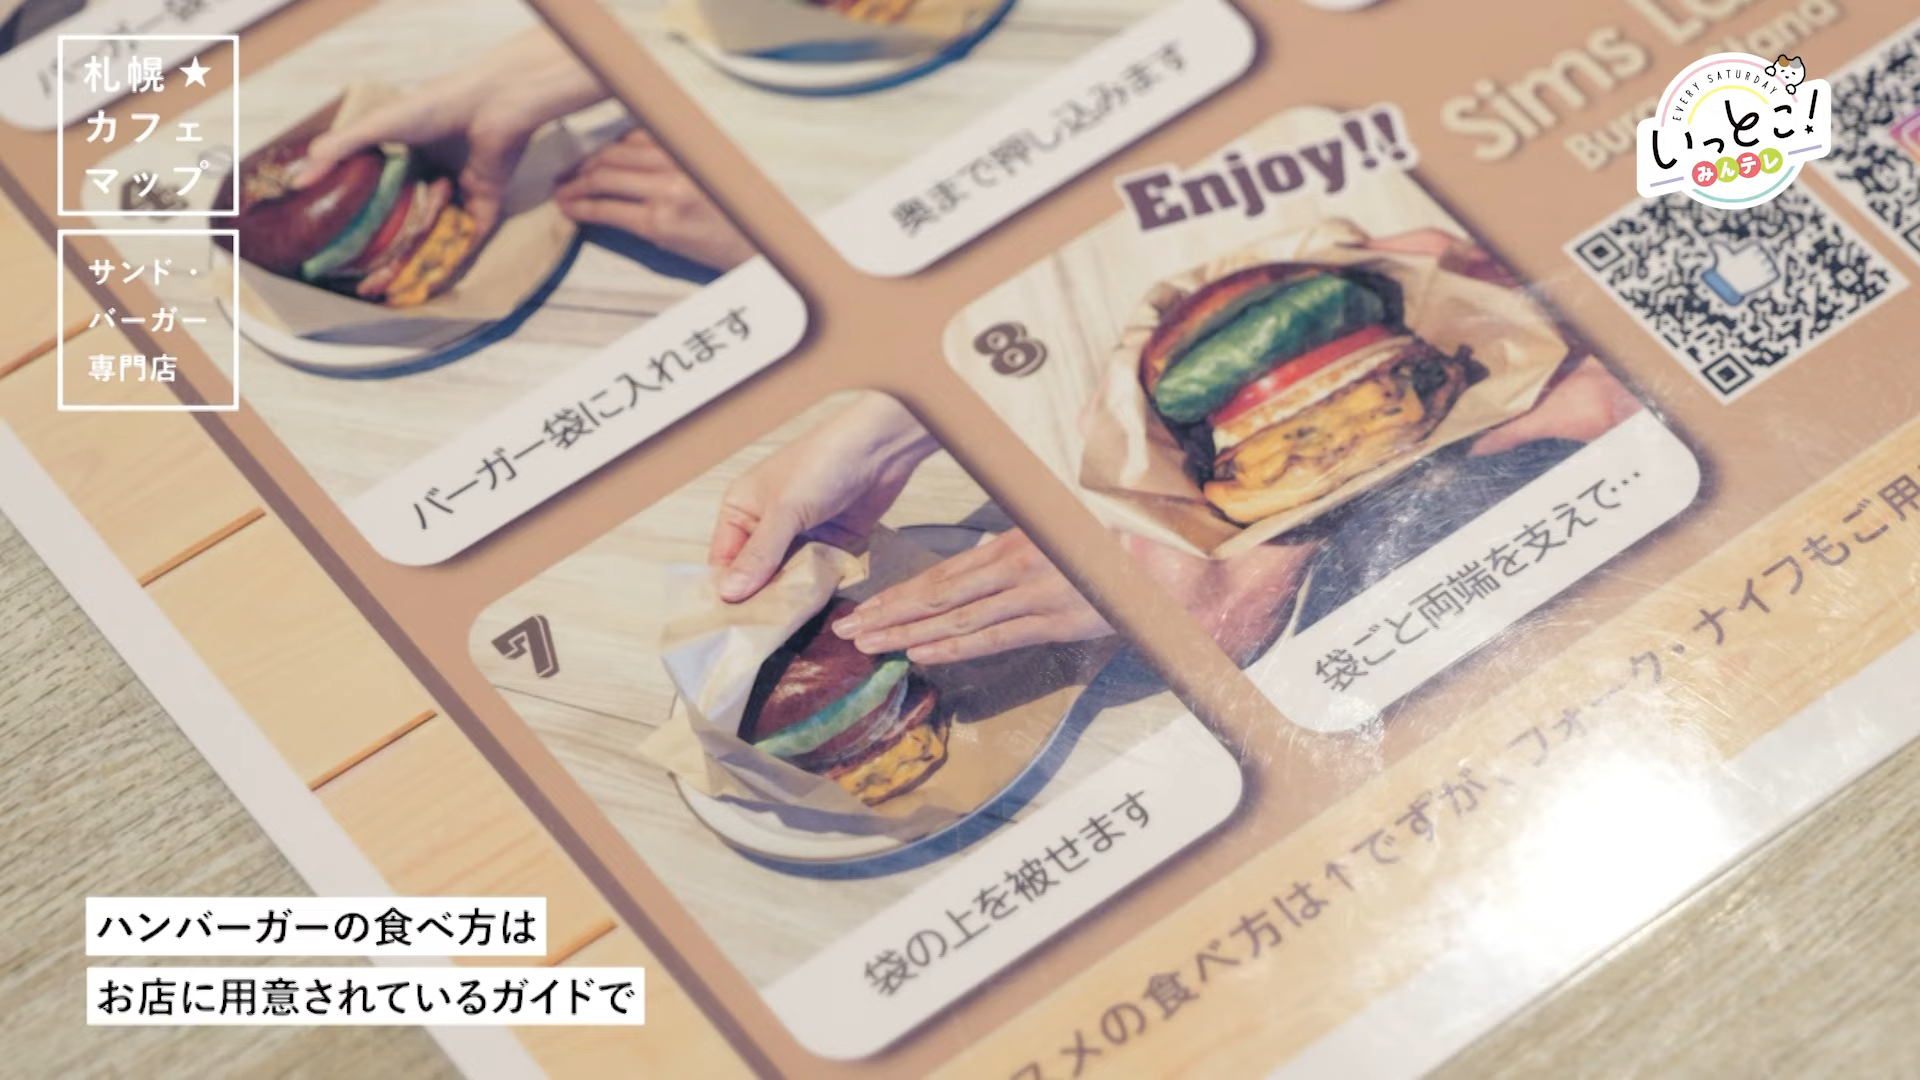 札幌★
カフェ
マップ
サンド・
バーガー
専門店
EVERY SATURDAY
いっとこ!
みんテレ
Sims
奥まで押し込みます
バーガー袋に入れます
Enjoy!!
8
袋ごと両端を支えて…
7
袋の上を被せます
スメの食べ方は↑ですが、フォーク・ナイフもご用
ハンバーガーの食べ方は
お店に用意されているガイドで